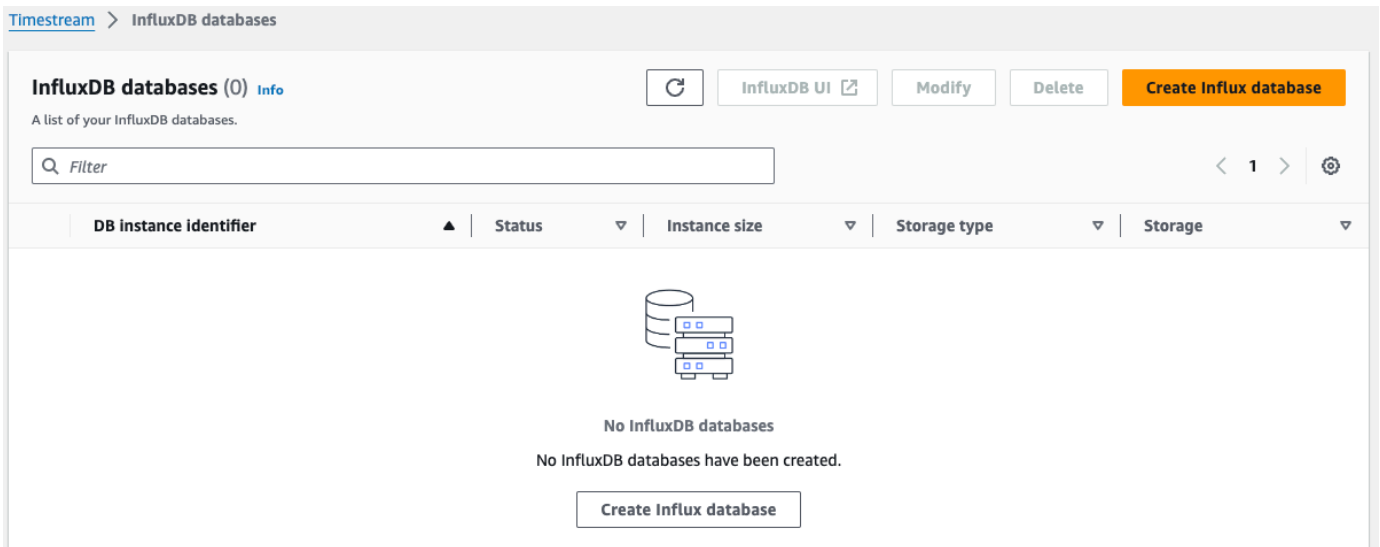 Timestream > InfluxDB databases
InfluxDB databases (0) Info
InfluxDB UI Modify Delete Create Influx database
A list of your InfluxDB databases.
Filter
< 1 >
DB instance identifier Status Instance size Storage type Storage
No InfluxDB databases
No InfluxDB databases have been created.
Create Influx database